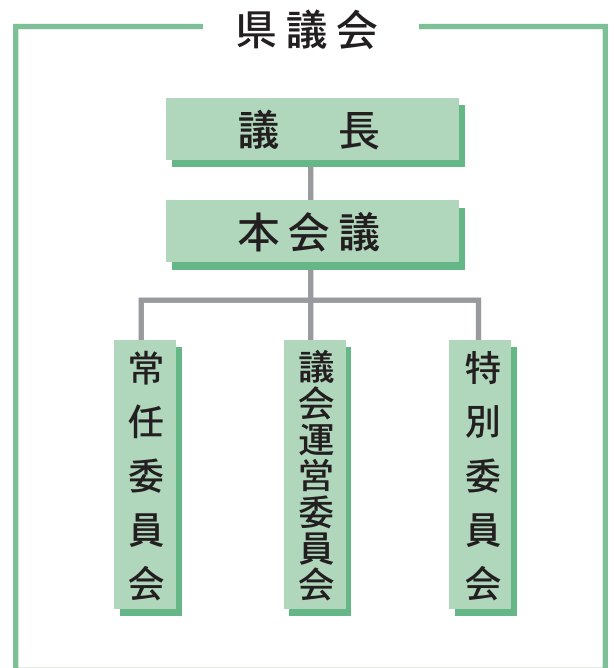 県議会
議　長
本会議
常任委員会
議会運営委員会
特別委員会